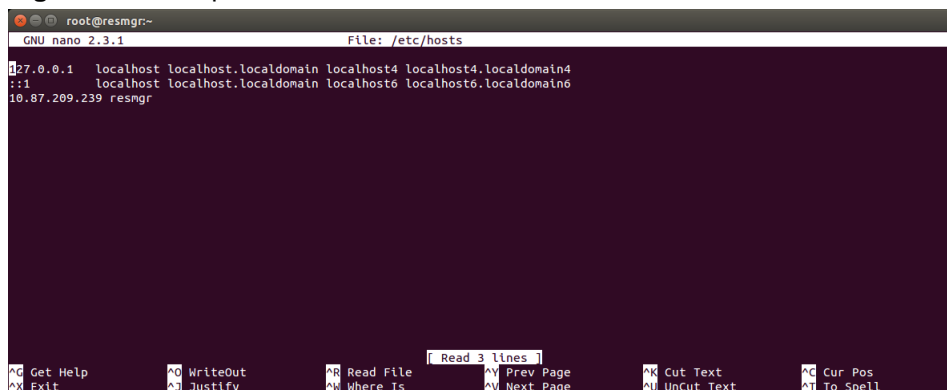 root@resmgr:~
GNU nano 2.3.1 File: /etc/hosts
127.0.0.1 localhost localhost.localdomain localhost4 localhost4.localdomain4
::1 localhost localhost.localdomain localhost6 localhost6.localdomain6
10.87.209.239 resmgr
[ Read 3 lines ]
^G Get Help ^O WriteOut ^R Read File ^Y Prev Page ^K Cut Text ^C Cur Pos
^X Exit ^J Justify ^W Where Is ^V Next Page ^U UnCut Text ^T To Spell